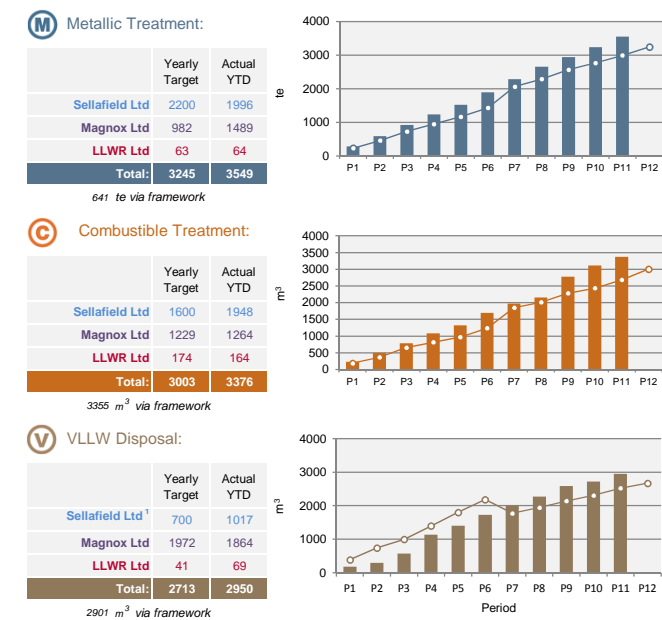 M Metallic Treatment:
Yearly Target Actual YTD
Sellafield Ltd 2200 1996
Magnox Ltd 982 1489
LLWR Ltd 63 64
Total: 3245 3549
641 te via framework
4000
3000
2000
1000
0
te
P1 P2 P3 P4 P5 P6 P7 P8 P9 P10 P11 P12
C Combustible Treatment:
Yearly Target Actual YTD
Sellafield Ltd 1600 1948
Magnox Ltd 1229 1264
LLWR Ltd 174 164
Total: 3003 3376
3355 m³ via framework
4000
3500
3000
2500
2000
1500
1000
500
0
m³
P1 P2 P3 P4 P5 P6 P7 P8 P9 P10 P11 P12
V VLLW Disposal:
Yearly Target Actual YTD
Sellafield Ltd ¹ 700 1017
Magnox Ltd 1972 1864
LLWR Ltd 41 69
Total: 2713 2950
2901 m³ via framework
4000
3000
2000
1000
0
m³
P1 P2 P3 P4 P5 P6 P7 P8 P9 P10 P11 P12
Period